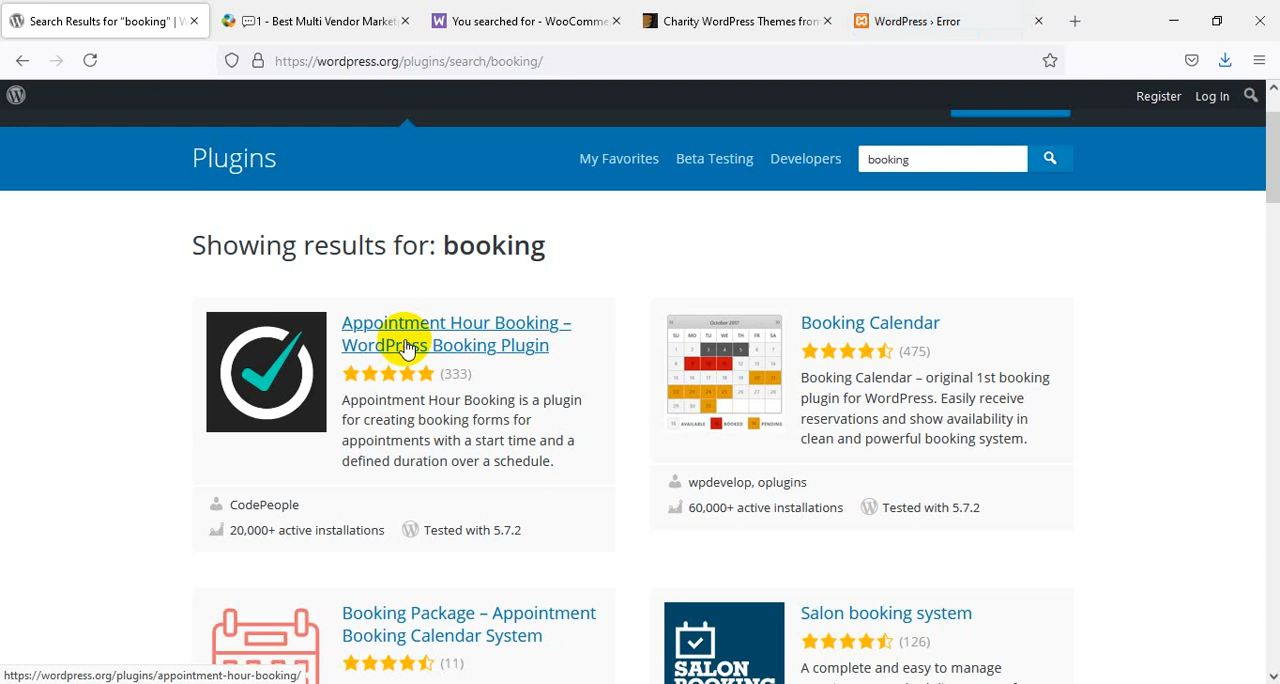 Search Results for "booking" | W
1 - Best Multi Vendor Market
You searched for - WooComme
Charity WordPress Themes from
WordPress › Error
https://wordpress.org/plugins/search/booking/
Register
Log In
Plugins
My Favorites
Beta Testing
Developers
booking
Showing results for: booking
Appointment Hour Booking –
WordPress Booking Plugin
(333)
Appointment Hour Booking is a plugin
for creating booking forms for
appointments with a start time and a
defined duration over a schedule.
CodePeople
20,000+ active installations
Tested with 5.7.2
October 2017
AVAILABLE
BOOKED
PENDING
Booking Calendar
(475)
Booking Calendar – original 1st booking
plugin for WordPress. Easily receive
reservations and show availability in
clean and powerful booking system.
wpdevelop, oplugins
60,000+ active installations
Tested with 5.7.2
Booking Package – Appointment
Booking Calendar System
(11)
SALON
BOOKING
Salon booking system
(126)
A complete and easy to manage
https://wordpress.org/plugins/appointment-hour-booking/